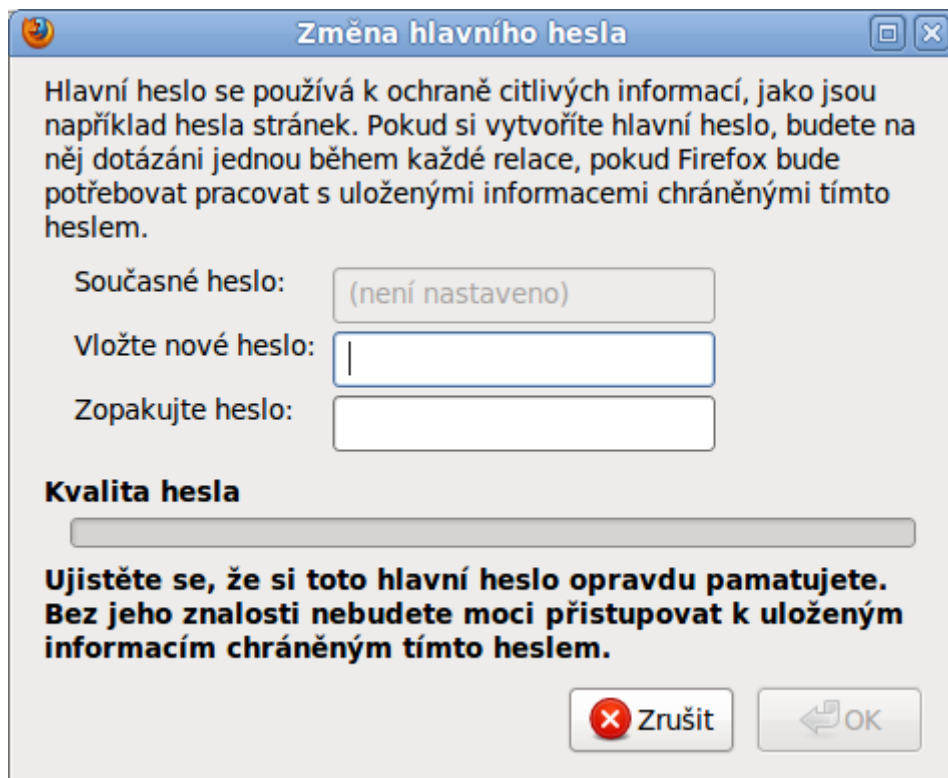 Změna hlavního hesla
Hlavní heslo se používá k ochraně citlivých informací, jako jsou
například hesla stránek. Pokud si vytvoříte hlavní heslo, budete na
něj dotázáni jednou během každé relace, pokud Firefox bude
potřebovat pracovat s uloženými informacemi chráněnými tímto
heslem.
Současné heslo: (není nastaveno)
Vložte nové heslo:
Zopakujte heslo:
Kvalita hesla
Ujistěte se, že si toto hlavní heslo opravdu pamatujete.
Bez jeho znalosti nebudete moci přistupovat k uloženým
informacím chráněným tímto heslem.
Zrušit OK